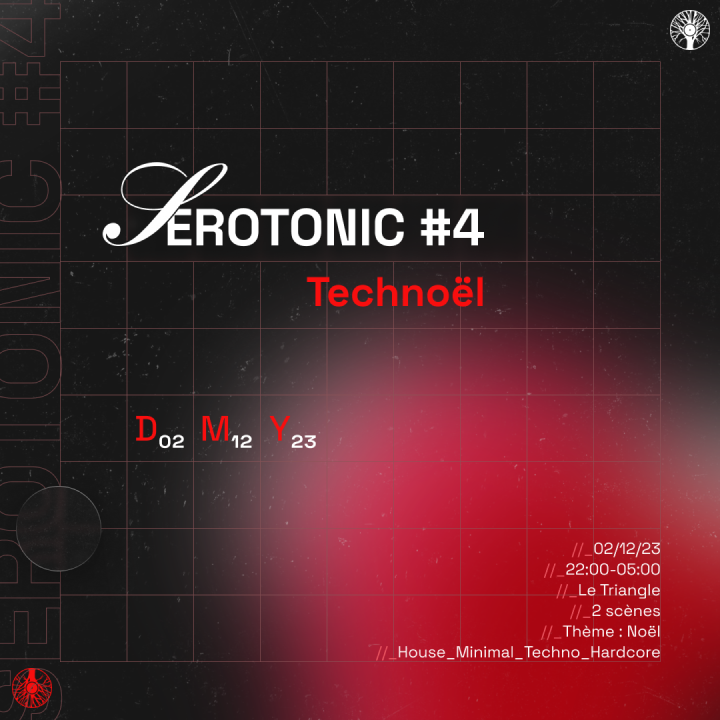 SEROTONIC #4
SEROTONIC #4
Technoël
D02 M12 Y23
//_02/12/23
//_22:00-05:00
//_Le Triangle
//_2 scènes
//_Thème : Noël
//_House_Minimal_Techno_Hardcore